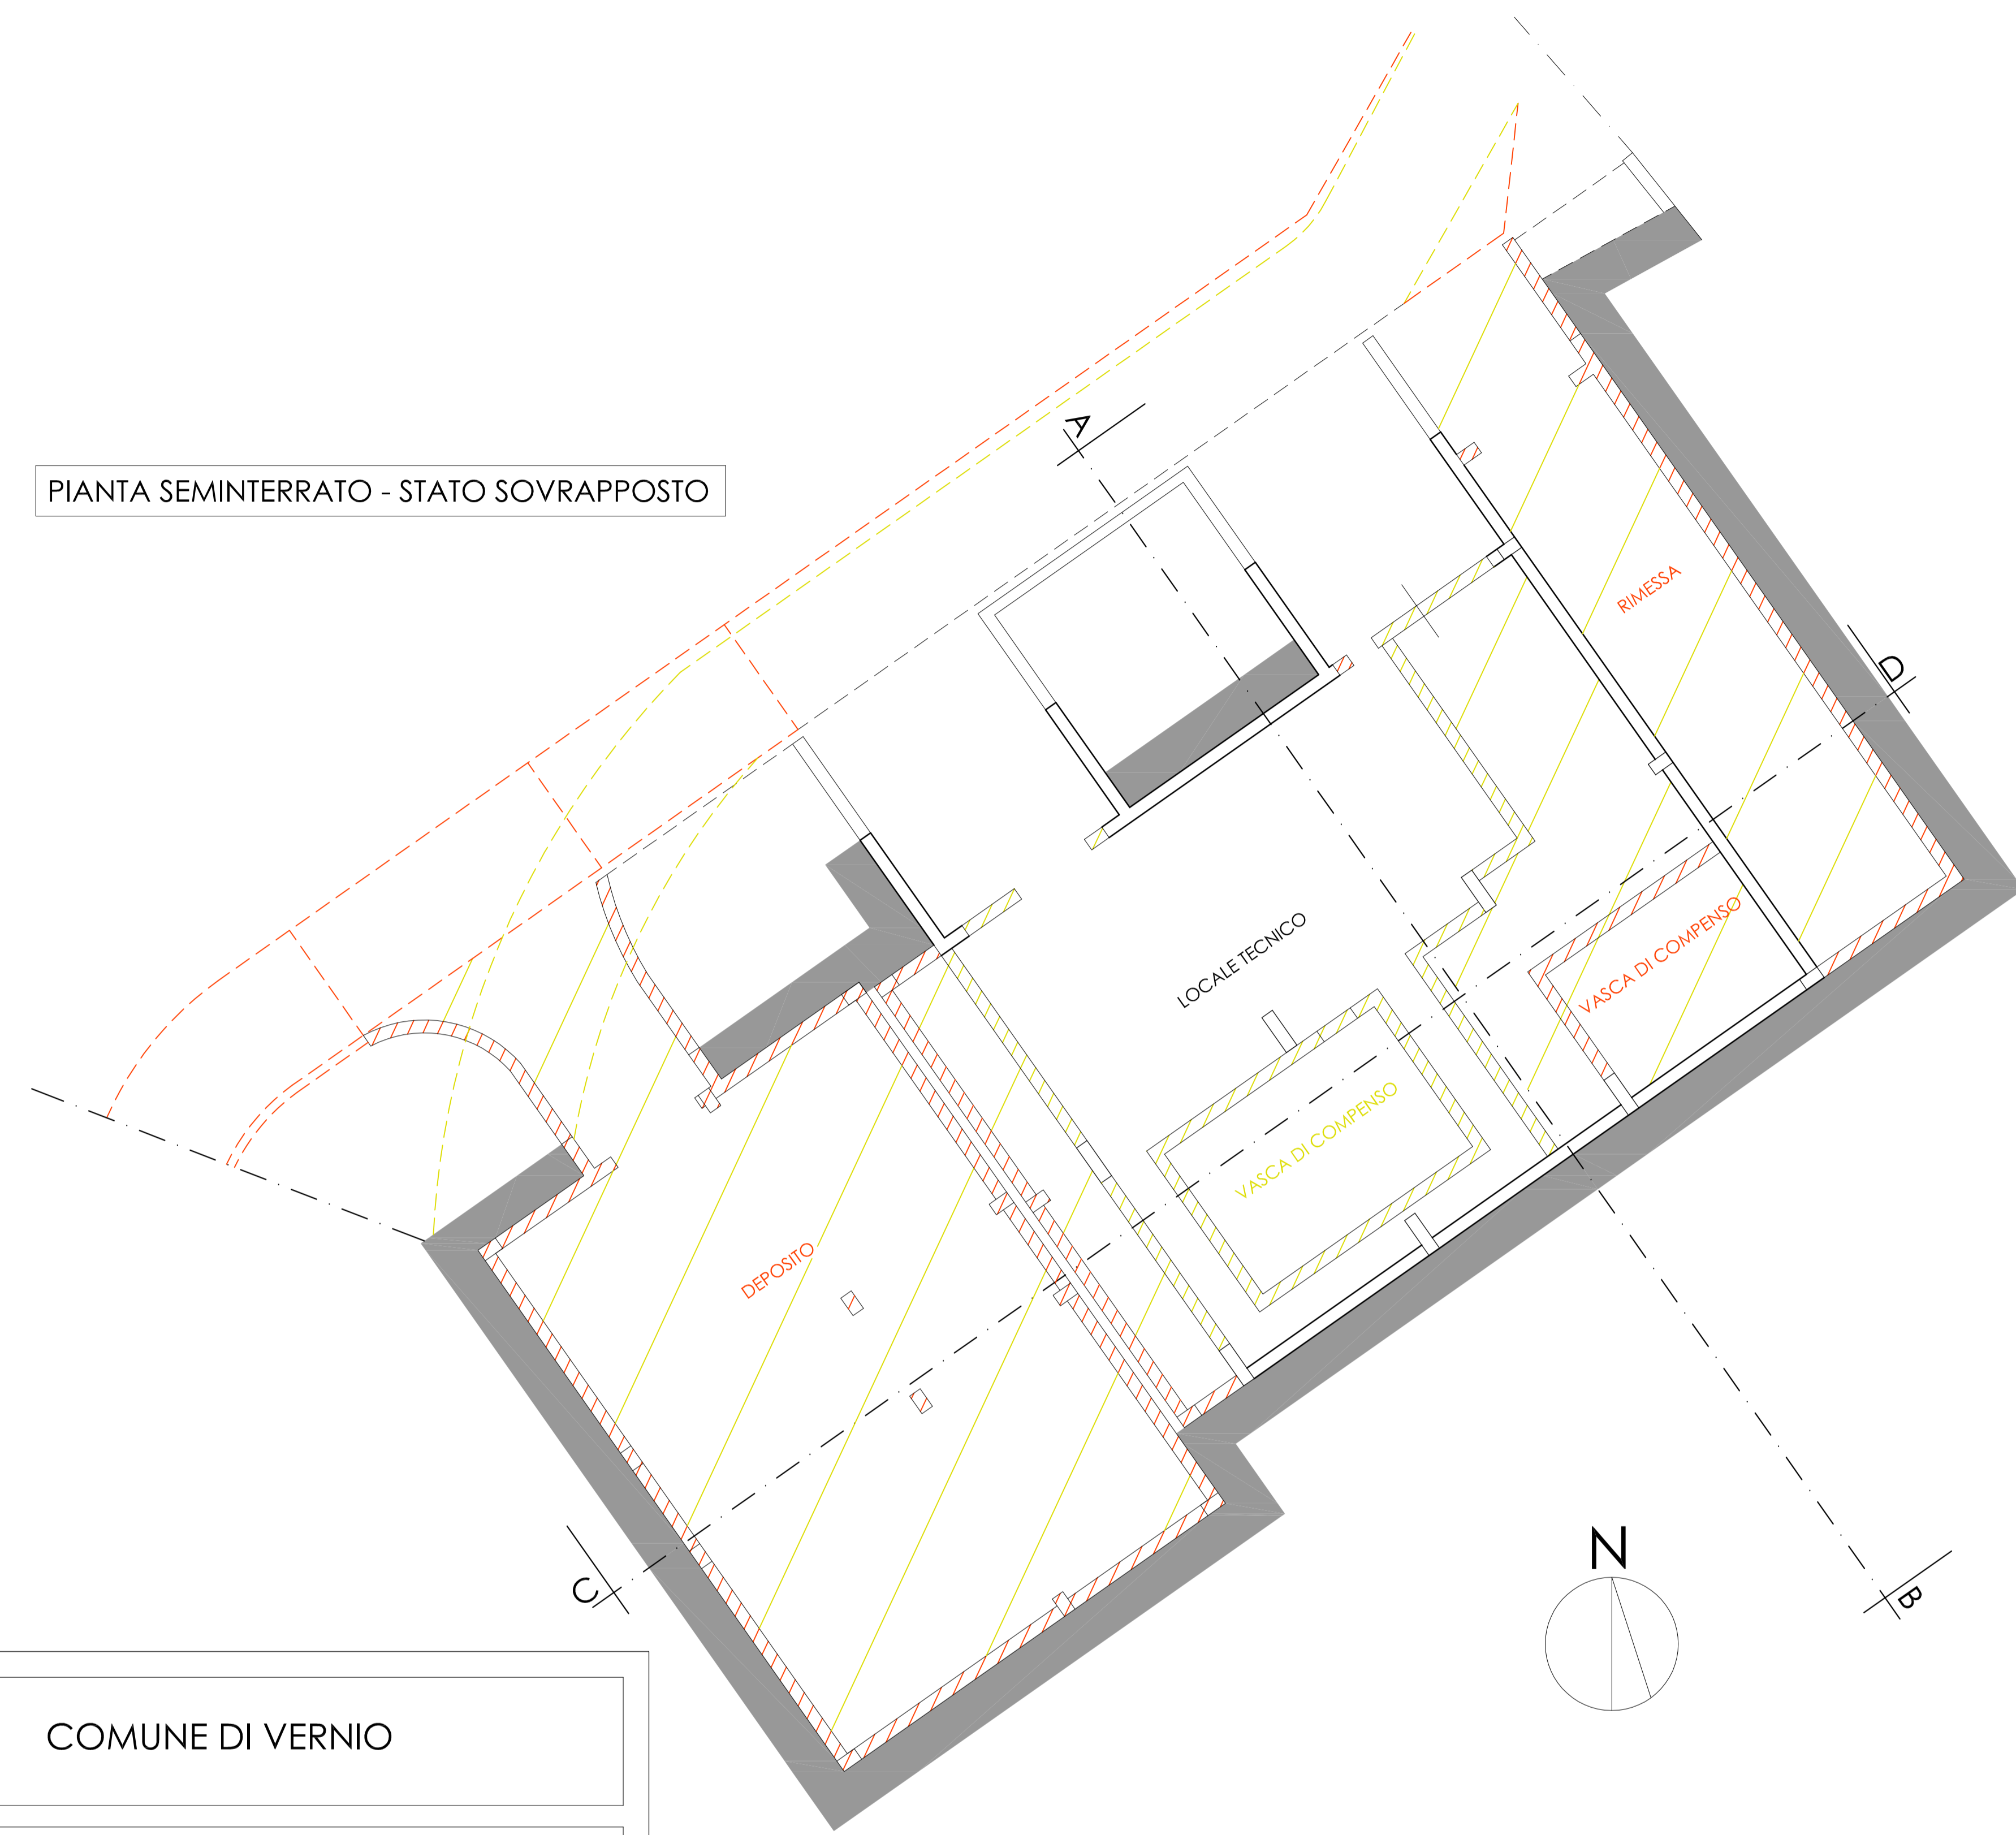 A
PIANTA SEMINTERRATO - STATO SOVRAPPOSTO
RIMESSA
D
LOCALE TECNICO
VASCA DI COMPENSO
VASCA DI COMPENSO
DEPOSITO
C
N
B
COMUNE DI VERNIO